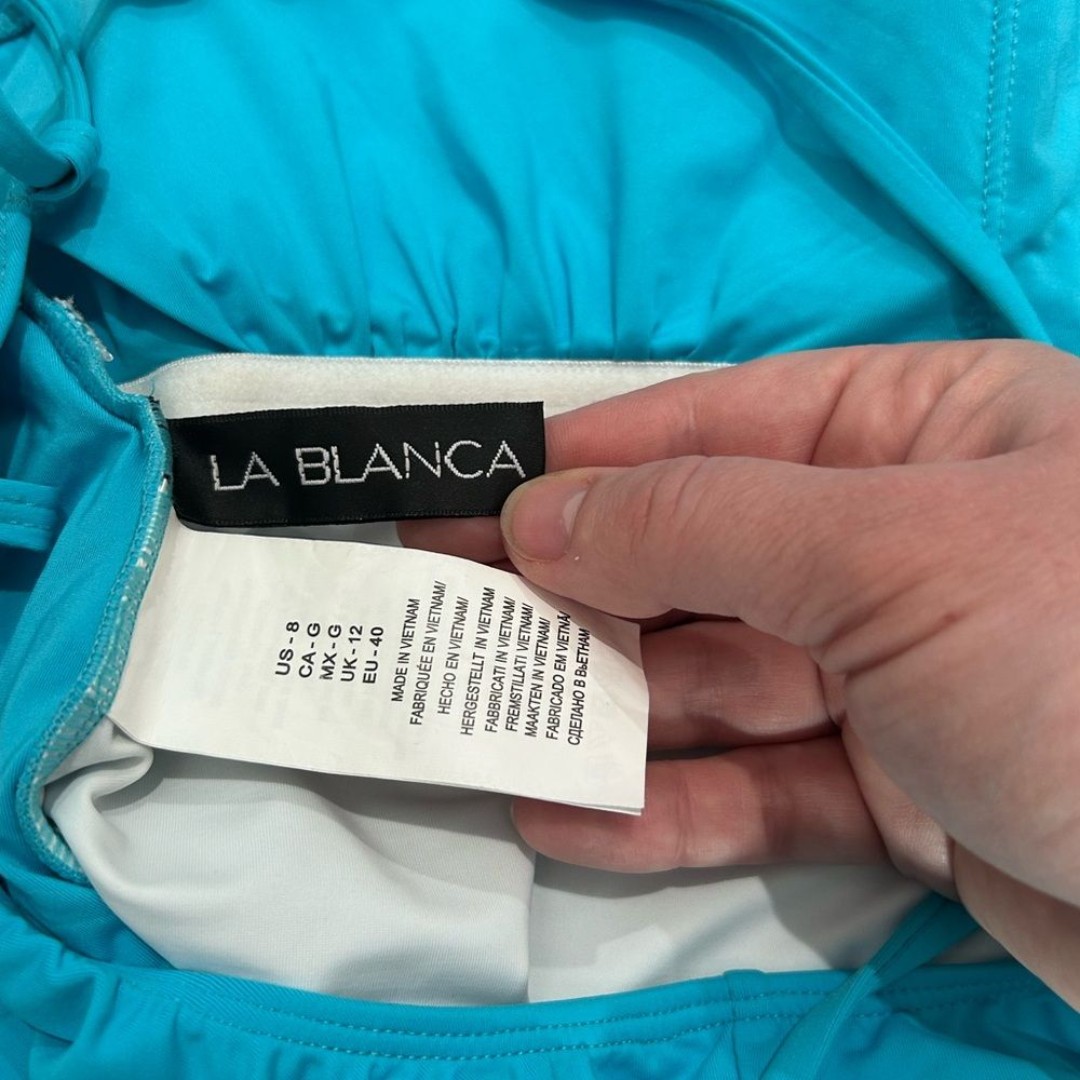 LA BLANCA
US - 8
CA - G
MX - G
UK - 12
EU - 40
MADE IN VIETNAM
FABRIQUÉE EN VIETNAM/
HECHO EN VIETNAM/
HERGESTELLT IN VIETNAM
FABBRICATI IN VIETNAM/
FREMSTILLATI VIETNAM/
MAAKTEN IN VIETNAM/
FABRICADO EM VIETNÃ/
СДЕЛАНО В ВЬЕТНАМ